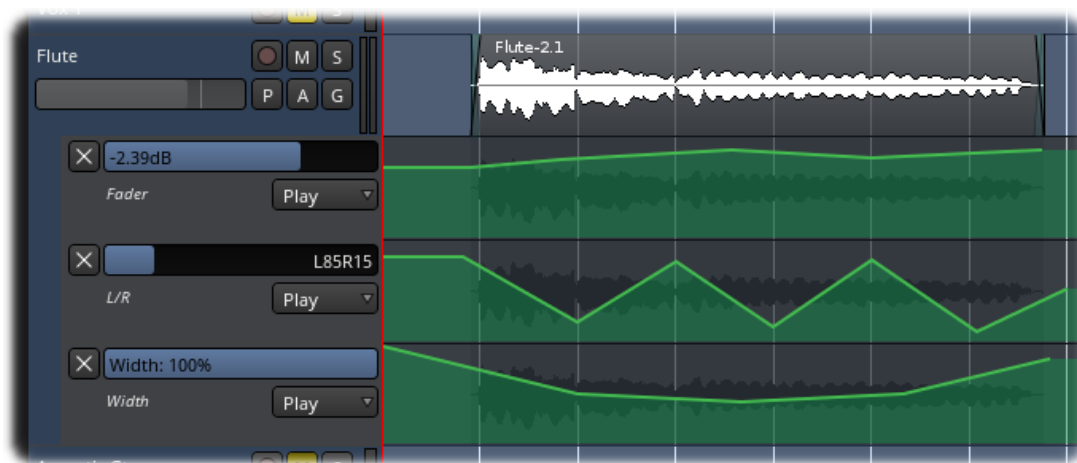 Flute
M S
P A G
Flute-2.1
-2.39dB
Fader Play
L85R15
L/R Play
Width: 100%
Width Play